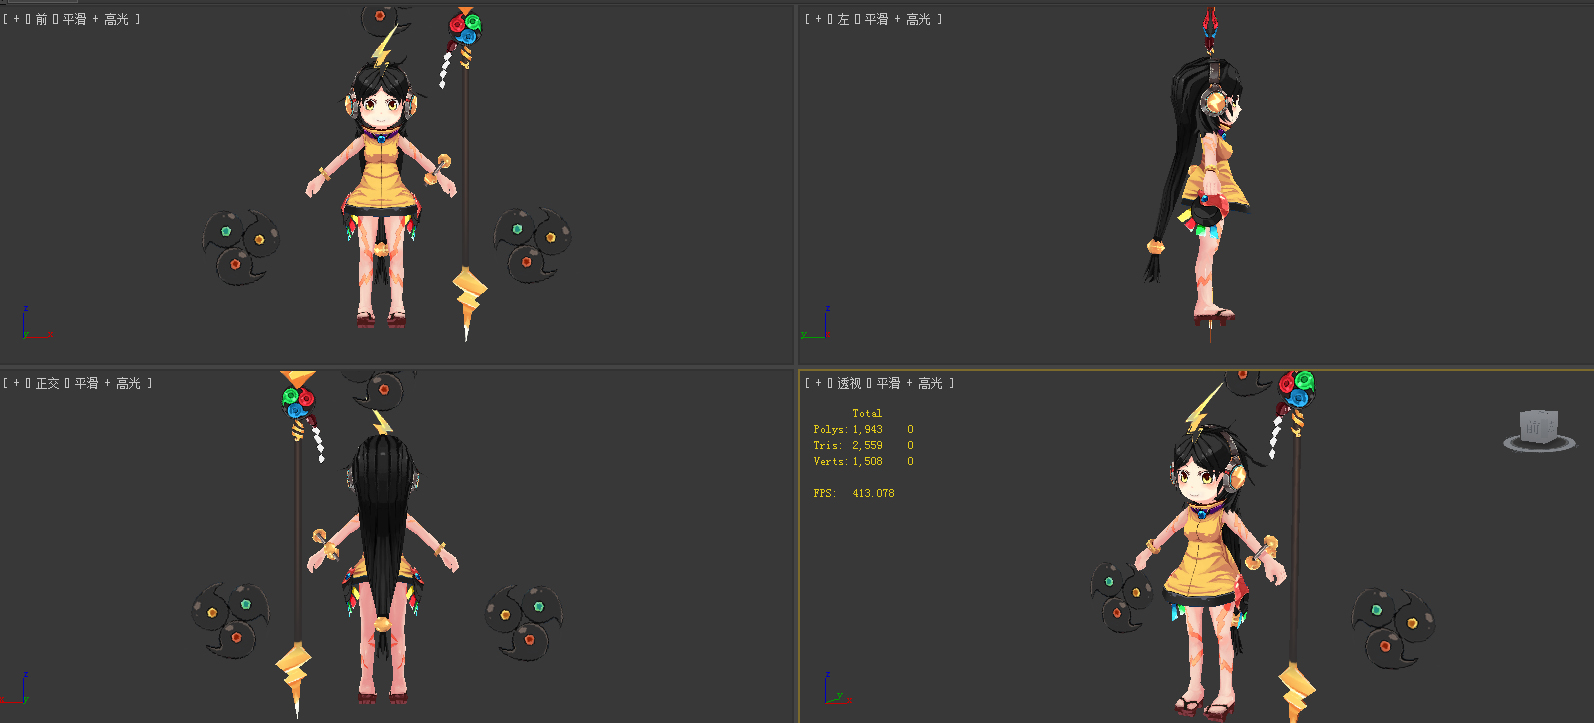 [ + 前 平滑 + 高光 ]
[ + 左 平滑 + 高光 ]
z
y x
z
y x
[ + 正交 平滑 + 高光 ]
[ + 透视 平滑 + 高光 ]
Total
Polys: 1,943 0
Tris: 2,559 0
Verts: 1,508 0
FPS: 413.078
前
z
x y
z
y x